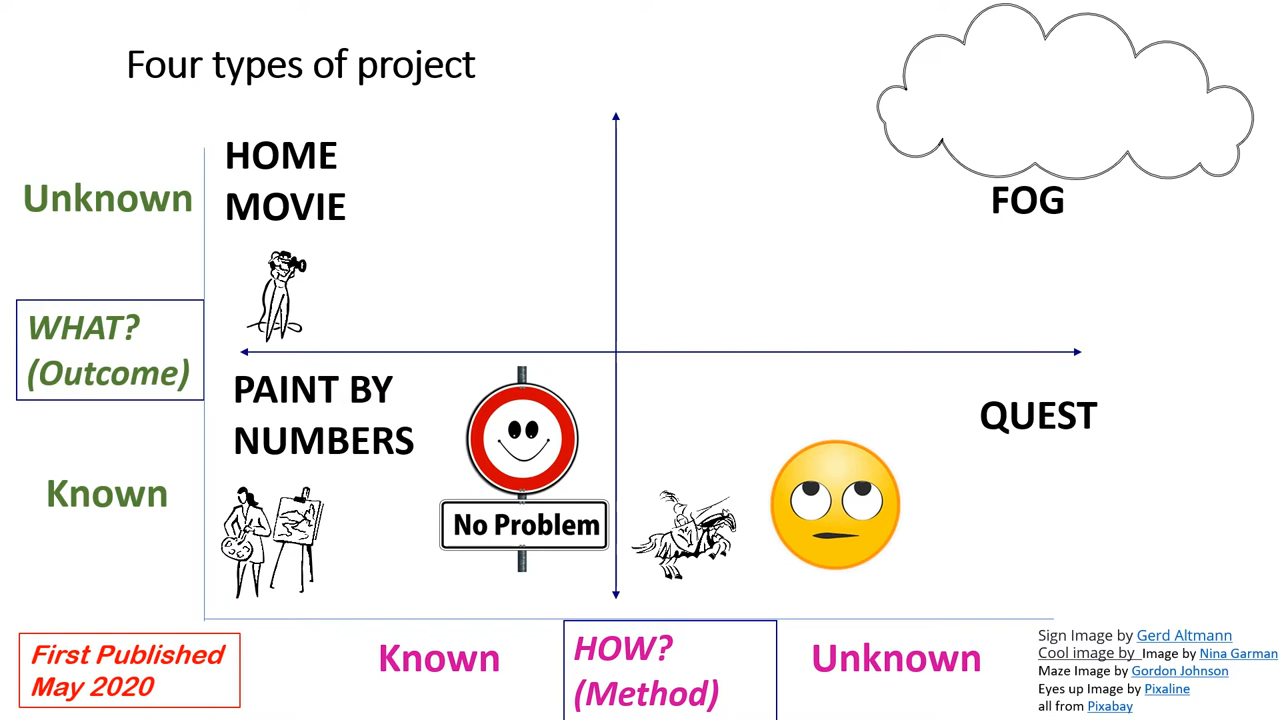 Four types of project
HOME
MOVIE
Unknown
FOG
WHAT?
(Outcome)
PAINT BY
NUMBERS
QUEST
Known
No Problem
First Published
May 2020
Known
HOW?
(Method)
Unknown
Sign Image by Gerd Altmann
Cool image by Image by Nina Garman
Maze Image by Gordon Johnson
Eyes up Image by Pixaline
all from Pixabay